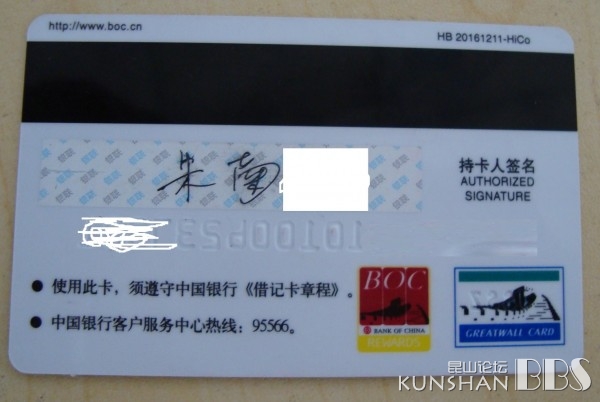 http://www.boc.cn
HB 20161211-HiCo
朱 南
持卡人签名
AUTHORIZED
SIGNATURE
● 使用此卡，须遵守中国银行《借记卡章程》。
● 中国银行客户服务中心热线：95566。
BOC
BANK OF CHINA
REWARDS
GREATWALL CARD
昆山论坛
KUNSHAN BBS